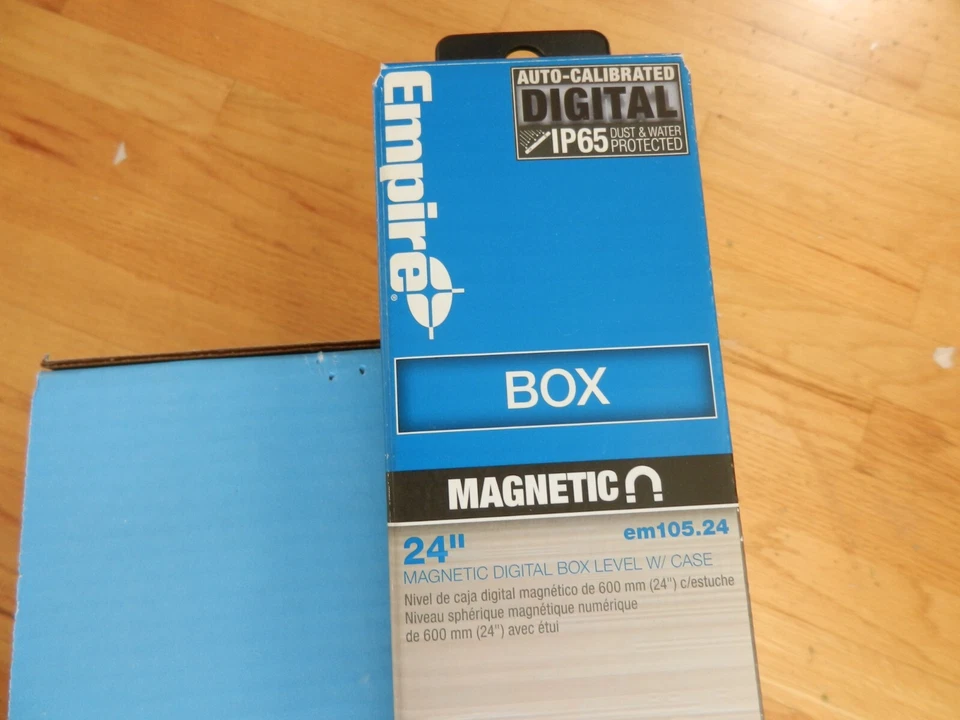 Empire®
AUTO-CALIBRATED
DIGITAL
IP65 DUST & WATER
PROTECTED
BOX
MAGNETIC
24"
em105.24
MAGNETIC DIGITAL BOX LEVEL W/ CASE
Nivel de caja digital magnético de 600 mm (24") c/estuche
Niveau sphérique magnétique numérique
de 600 mm (24") avec étui